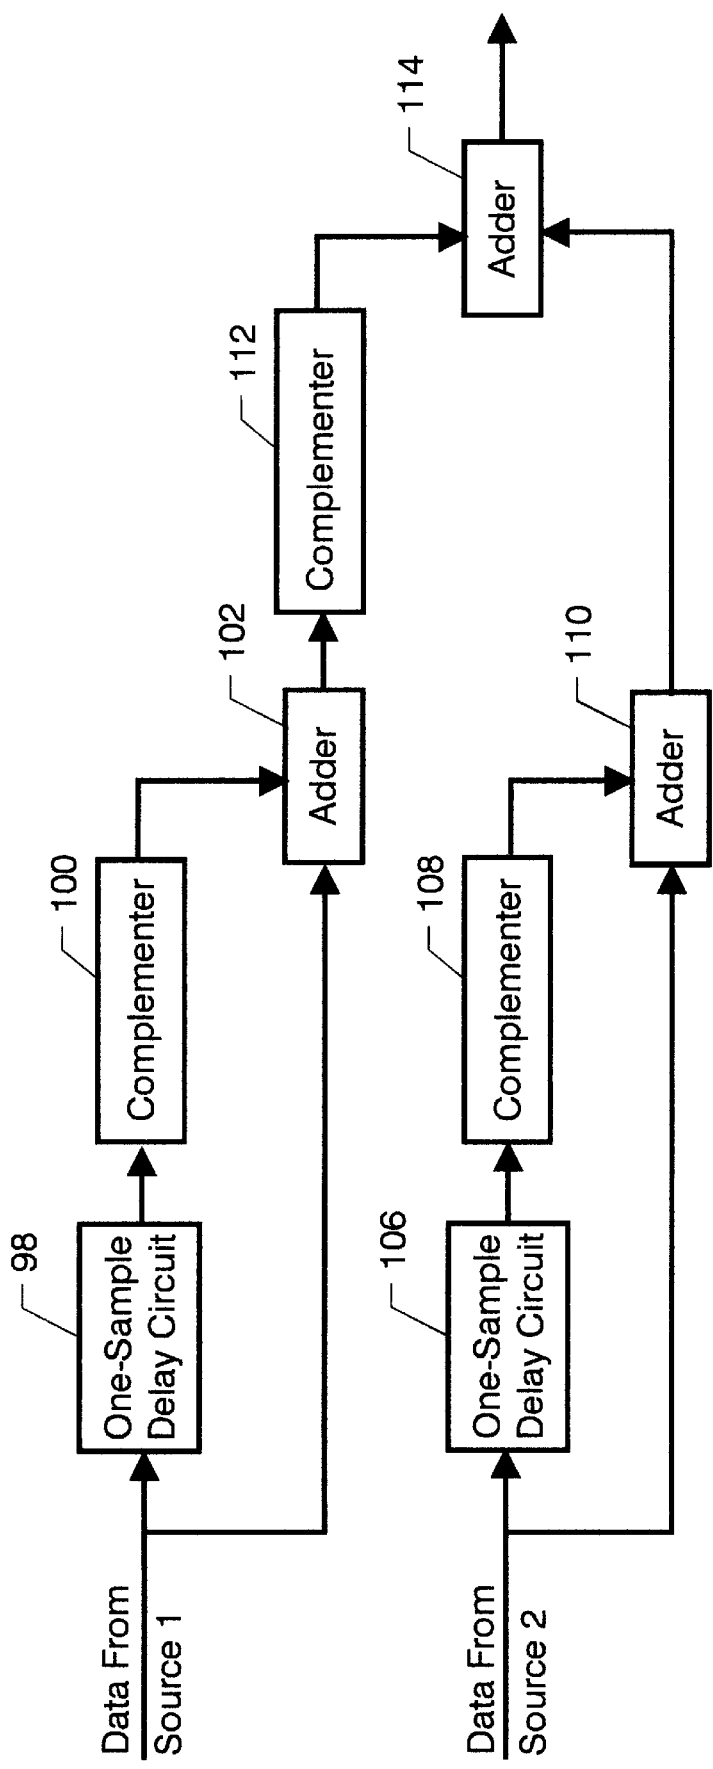 98
One-Sample
Delay Circuit
100
Complementer
102
Adder
112
Complementer
114
Adder
Data From
Source 1
106
One-Sample
Delay Circuit
108
Complementer
110
Adder
Data From
Source 2